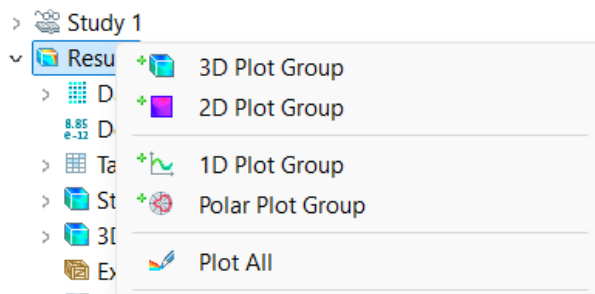 Study 1
Resu
3D Plot Group
2D Plot Group
8.85
e-12
Ta
1D Plot Group
St
Polar Plot Group
3D
Plot All
Ex